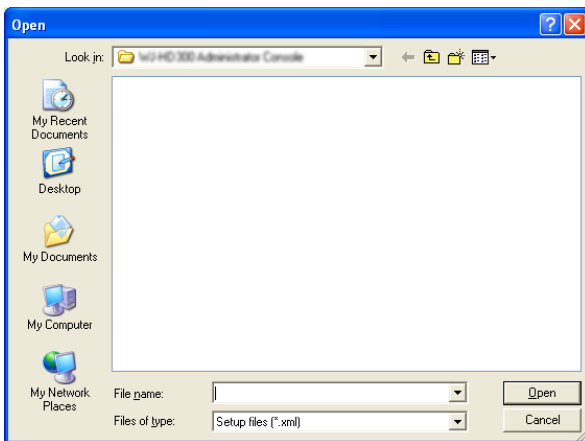 Open
Look in: WJ-HD300 Administrator Console
My Recent
Documents
Desktop
My Documents
My Computer
My Network
Places
File name:
Files of type: Setup files (*.xml)
Open
Cancel